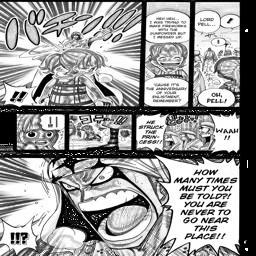 LORD
PELL...
!
OH,
PELL!
HEY HEY...
I WAS TRYING TO
MAKE FIREWORKS
WITH THE
GUNPOWDER BUT
I MESSED UP.
'CAUSE IT'S
THE ANNIVERSARY
OF YOUR
ENLISTMENT,
REMEMBER?
WAAH
!!
HE
STRUCK
THE
PRIN-
CESS!!
!!
HOW
MANY TIMES
MUST YOU
BE TOLD?!
YOU ARE
NEVER TO
GO NEAR
THIS
PLACE!!
!!?